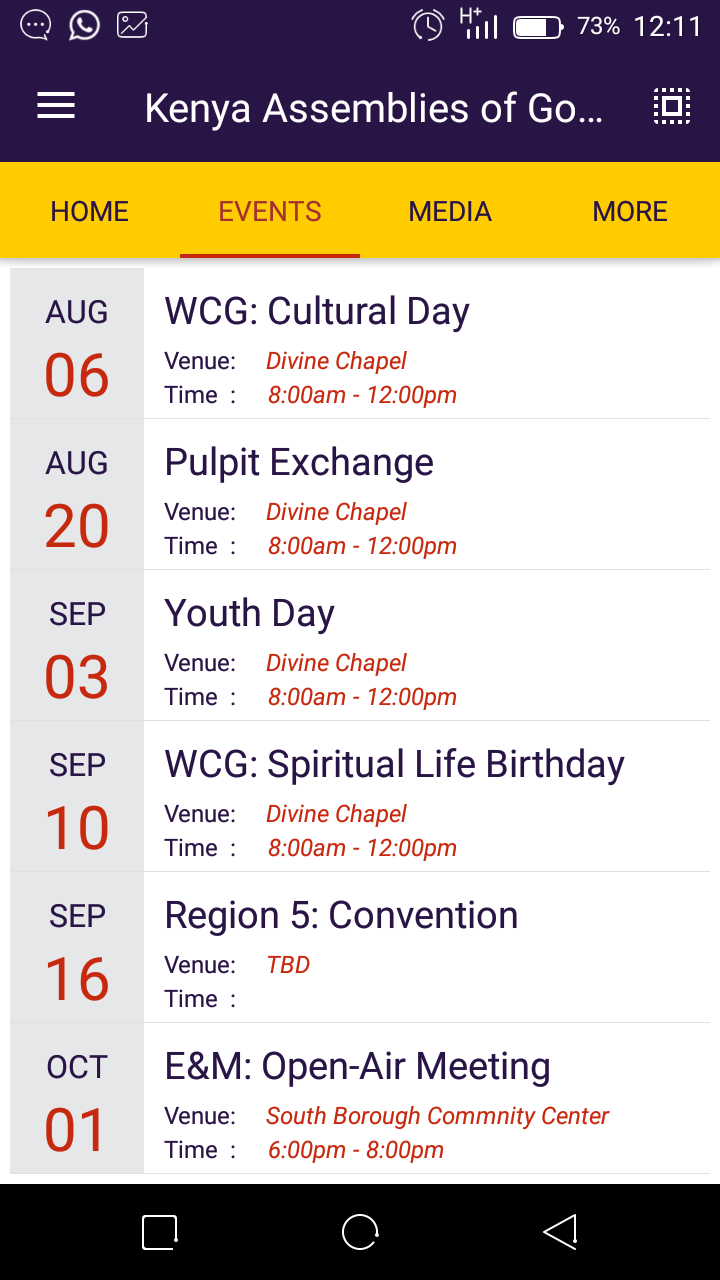 H+ 73% 12:11
Kenya Assemblies of Go...
HOME EVENTS MEDIA MORE
AUG
06
WCG: Cultural Day
Venue: Divine Chapel
Time : 8:00am - 12:00pm
AUG
20
Pulpit Exchange
Venue: Divine Chapel
Time : 8:00am - 12:00pm
SEP
03
Youth Day
Venue: Divine Chapel
Time : 8:00am - 12:00pm
SEP
10
WCG: Spiritual Life Birthday
Venue: Divine Chapel
Time : 8:00am - 12:00pm
SEP
16
Region 5: Convention
Venue: TBD
Time :
OCT
01
E&M: Open-Air Meeting
Venue: South Borough Commnity Center
Time : 6:00pm - 8:00pm